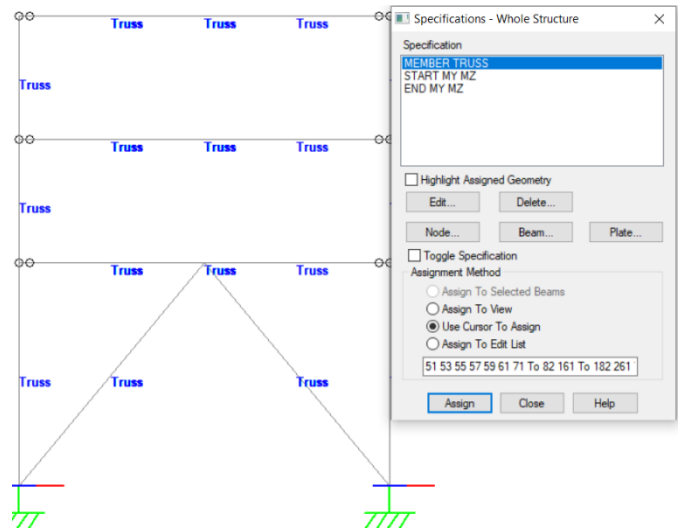 Truss Truss Truss
Truss
Truss Truss Truss
Truss
Truss Truss Truss
Truss Truss Truss
Specifications - Whole Structure
Specification
MEMBER TRUSS
START MY MZ
END MY MZ
Highlight Assigned Geometry
Edit... Delete...
Node... Beam... Plate...
Toggle Specification
Assignment Method
Assign To Selected Beams
Assign To View
Use Cursor To Assign
Assign To Edit List
51 53 55 57 59 61 71 To 82 161 To 182 261
Assign Close Help